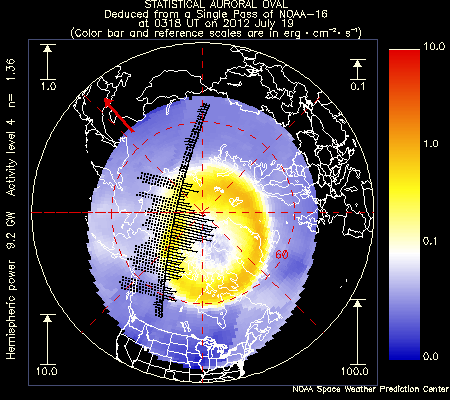 STATISTICAL AURORAL OVAL
Deduced from a Single Pass of NOAA-16
at 0318 UT on 2012 July 19
(Color bar and reference scales are in erg · cm⁻² · s⁻¹)
Hemispheric power 9.2 GW Activity level 4 n= 1.36
1.0
0.1
10.0
100.0
60
10.0
1.0
0.1
0.0
NOAA Space Weather Prediction Center